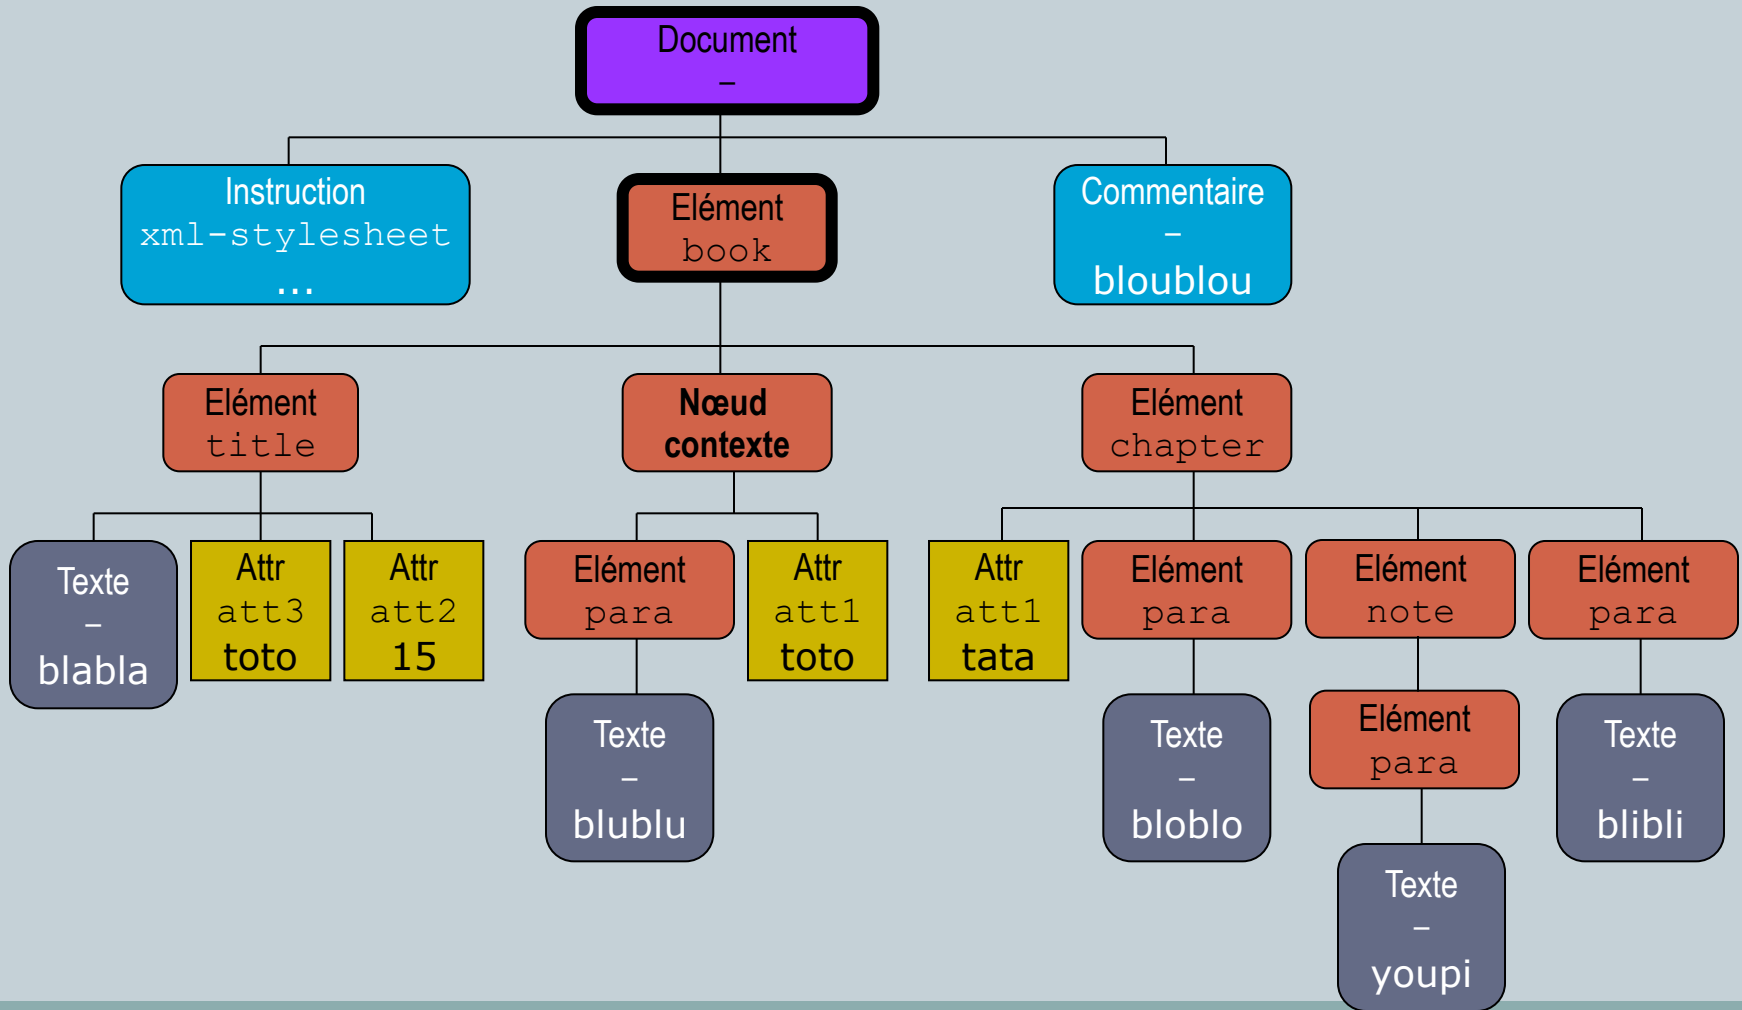 Document
–
Instruction
xml-stylesheet
...
Elément
book
Commentaire
–
bloublou
Elément
title
Nœud
contexte
Elément
chapter
Texte
–
blabla
Attr
att3
toto
Attr
att2
15
Elément
para
Attr
att1
toto
Attr
att1
tata
Elément
para
Elément
note
Elément
para
Texte
–
blublu
Texte
–
bloblo
Elément
para
Texte
–
blibli
Texte
–
youpi